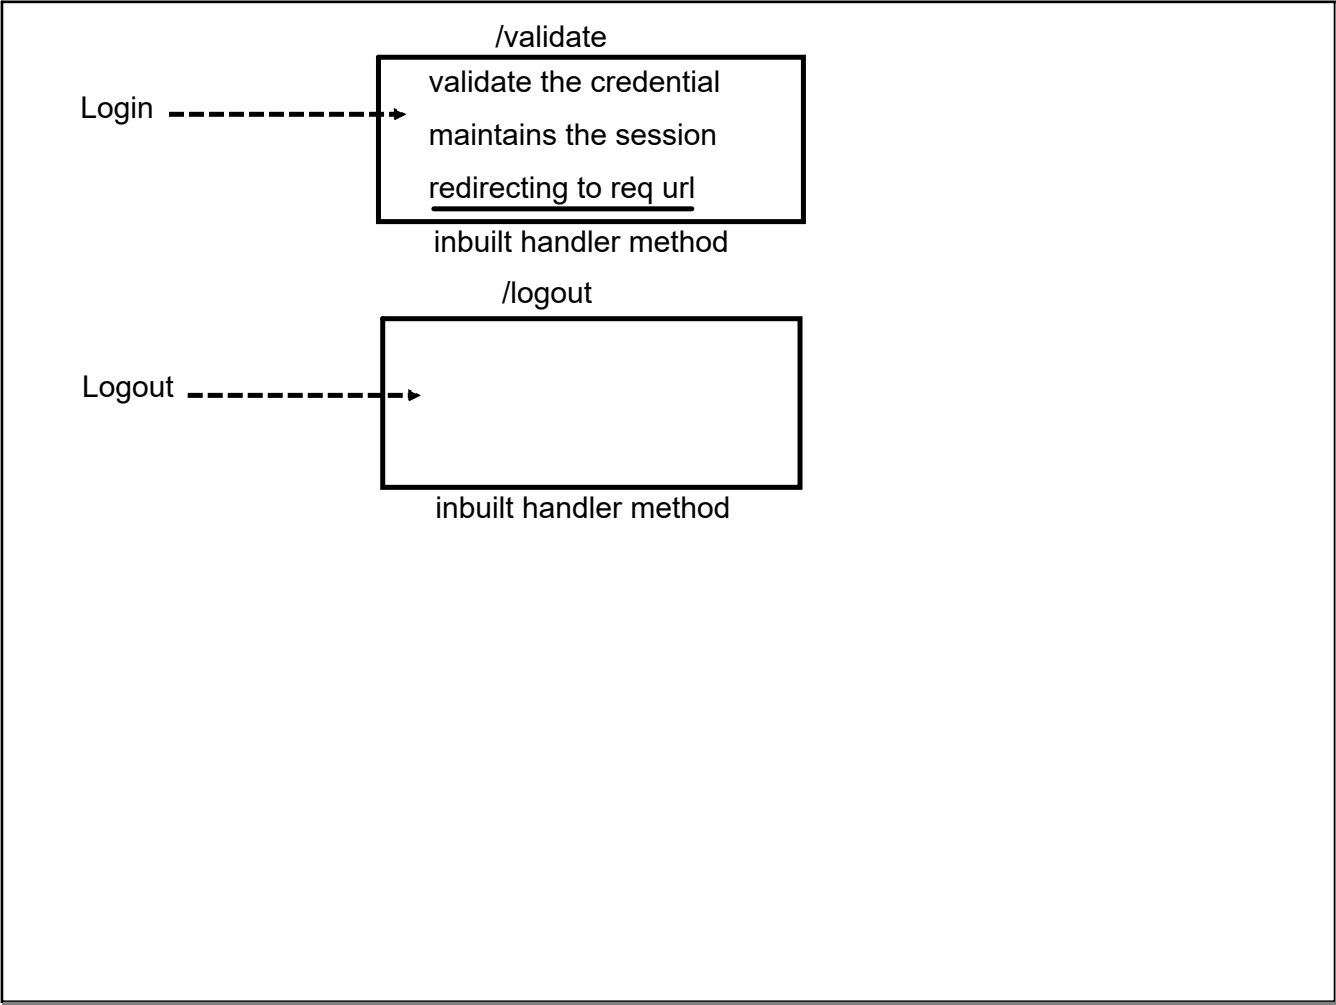 /validate
validate the credential
Login
maintains the session
redirecting to req url
inbuilt handler method
/logout
Logout
inbuilt handler method